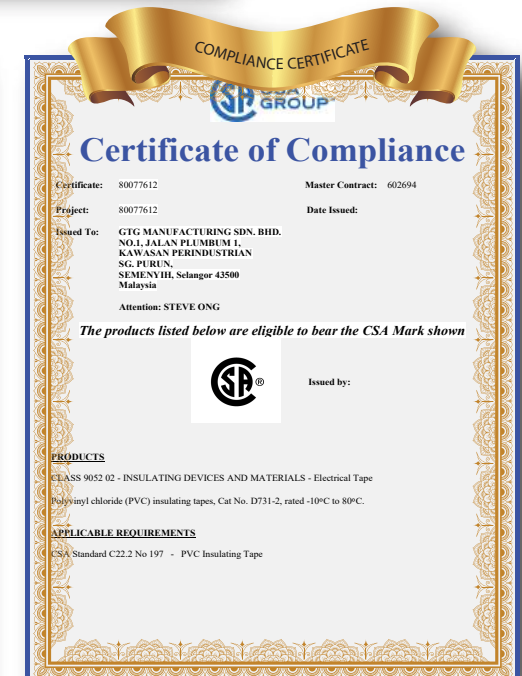 COMPLIANCE CERTIFICATE
CSA
GROUP
Certificate of Compliance
Certificate: 80077612 Master Contract: 602694
Project: 80077612 Date Issued:
Issued To: GTG MANUFACTURING SDN. BHD.
NO.1, JALAN PLUMBUM 1,
KAWASAN PERINDUSTRIAN
SG. PURUN,
SEMENYIH, Selangor 43500
Malaysia
Attention: STEVE ONG
The products listed below are eligible to bear the CSA Mark shown
CSA ®
Issued by:
PRODUCTS
CLASS 9052 02 - INSULATING DEVICES AND MATERIALS - Electrical Tape
Polyvinyl chloride (PVC) insulating tapes, Cat No. D731-2, rated -10ºC to 80ºC.
APPLICABLE REQUIREMENTS
CSA Standard C22.2 No 197 - PVC Insulating Tape